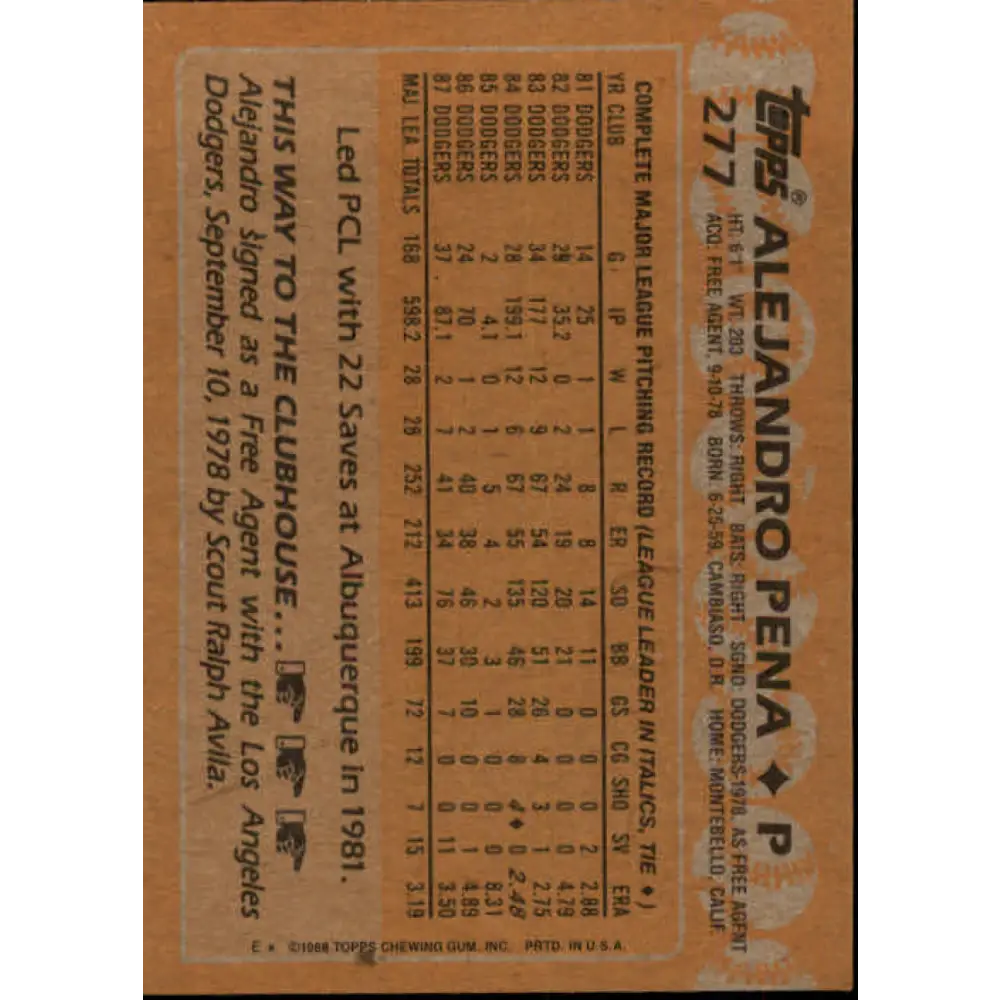 topps® ALEJANDRO PENA ♦ P
277
HT: 6'1" WT: 203 THROWS: RIGHT BATS: RIGHT SGND: DODGERS-1978, AS FREE AGENT
ACQ: FREE AGENT, 9-10-78 BORN: 6-25-59, CAMBIASO, D.R. HOME: MONTEBELLO, CALIF.
COMPLETE MAJOR LEAGUE PITCHING RECORD (LEAGUE LEADER IN ITALICS, TIE ♦)
YR CLUB G IP W L R ER SO BB GS CG SHO SV ERA
81 DODGERS 14 25 1 1 8 8 14 11 0 0 0 2 2.88
82 DODGERS 29 35.2 0 2 24 19 20 21 0 0 0 0 4.79
83 DODGERS 34 177 12 9 67 54 120 51 26 4 3 1 2.75
84 DODGERS 28 199.1 12 6 67 55 135 46 28 8 4♦ 0 2.48
85 DODGERS 2 4.1 0 1 5 4 2 3 1 0 0 0 8.31
86 DODGERS 24 70 1 2 40 38 46 30 10 0 0 1 4.89
87 DODGERS 37 87.1 2 7 41 34 76 37 7 0 0 11 3.50
MAJ LEA TOTALS 168 598.2 28 28 252 212 413 199 72 12 7 15 3.19
Led PCL with 22 Saves at Albuquerque in 1981.
THIS WAY TO THE CLUBHOUSE...
Alejandro signed as a Free Agent with the Los Angeles
Dodgers, September 10, 1978 by Scout Ralph Avila.
E * ©1988 TOPPS CHEWING GUM, INC. PRTD. IN U.S.A.